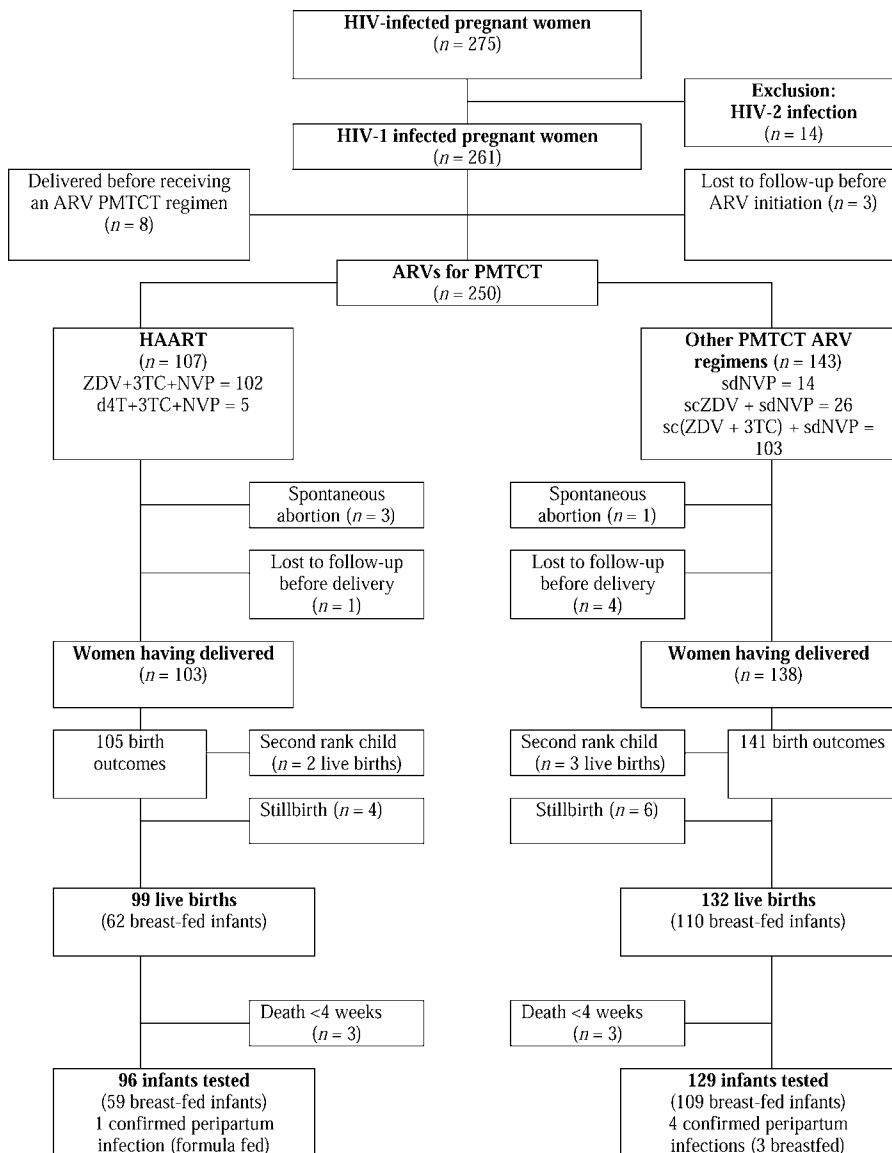 HIV-infected pregnant women
(n = 275)
Exclusion:
HIV-2 infection
(n = 14)
HIV-1 infected pregnant women
(n = 261)
Delivered before receiving
an ARV PMTCT regimen
(n = 8)
Lost to follow-up before
ARV initiation (n = 3)
ARVs for PMTCT
(n = 250)
HAART
(n = 107)
ZDV+3TC+NVP = 102
d4T+3TC+NVP = 5
Other PMTCT ARV
regimens (n = 143)
sdNVP = 14
scZDV + sdNVP = 26
sc(ZDV + 3TC) + sdNVP =
103
Spontaneous
abortion (n = 3)
Spontaneous
abortion (n = 1)
Lost to follow-up
before delivery
(n = 1)
Lost to follow-up
before delivery
(n = 4)
Women having delivered
(n = 103)
Women having delivered
(n = 138)
105 birth
outcomes
Second rank child
(n = 2 live births)
Second rank child
(n = 3 live births)
141 birth outcomes
Stillbirth (n = 4)
Stillbirth (n = 6)
99 live births
(62 breast-fed infants)
132 live births
(110 breast-fed infants)
Death <4 weeks
(n = 3)
Death <4 weeks
(n = 3)
96 infants tested
(59 breast-fed infants)
1 confirmed peripartum
infection (formula fed)
129 infants tested
(109 breast-fed infants)
4 confirmed peripartum
infections (3 breastfed)